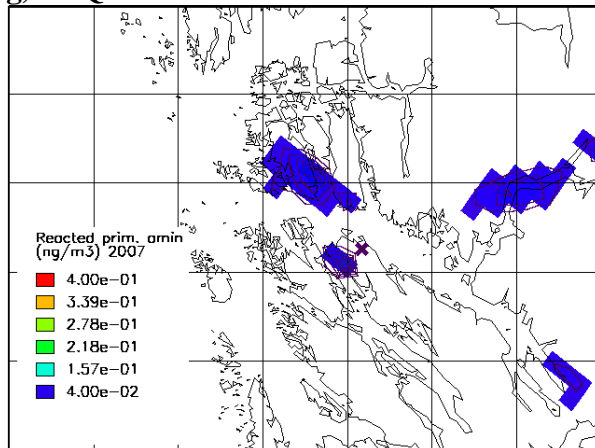 Reacted prim. amin
(ng/m3) 2007
4.00e-01
3.39e-01
2.78e-01
2.18e-01
1.57e-01
4.00e-02